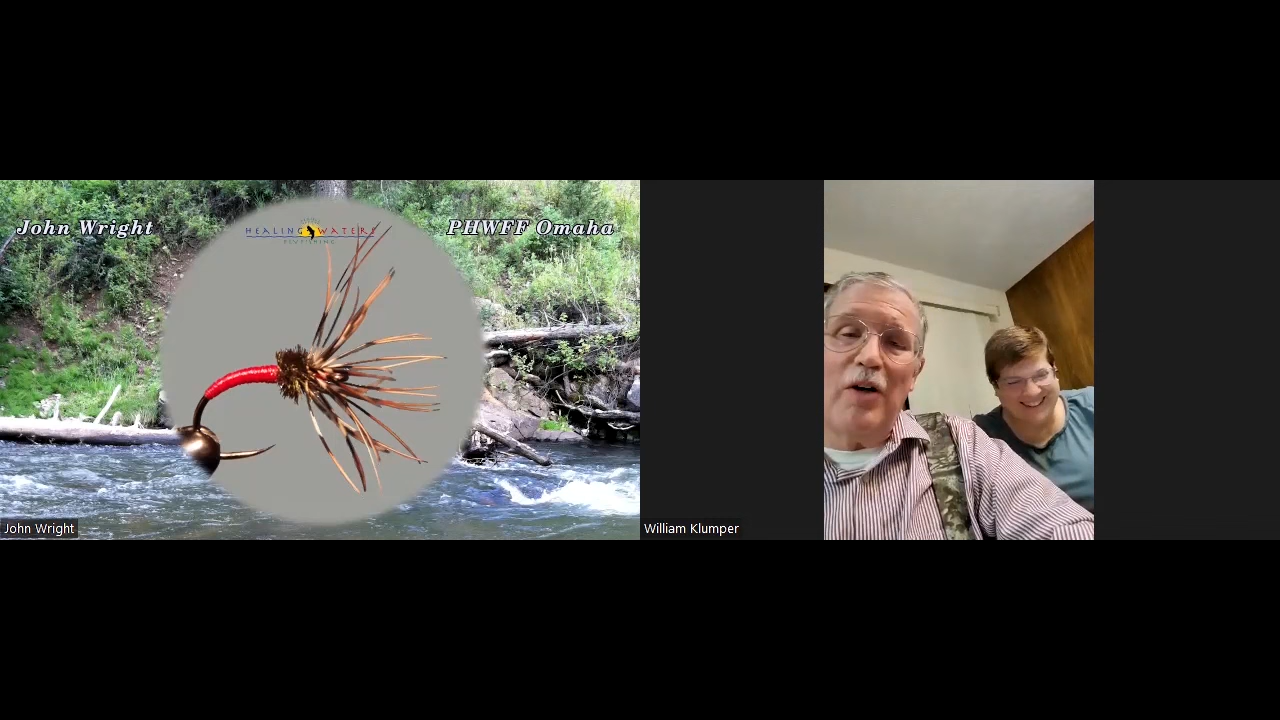 John Wright
HEALING WATERS
PHWFF Omaha
John Wright
William Klumper